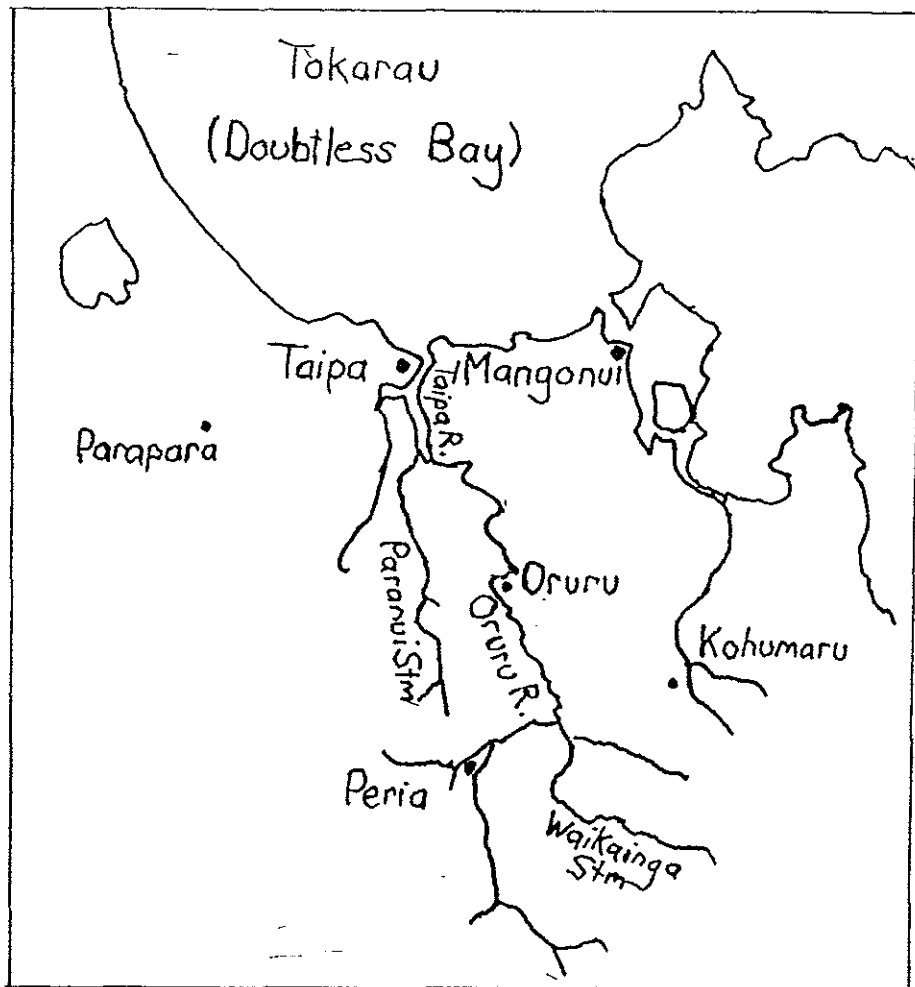 Tokarau
(Doubtless Bay)
Taipa
Mangonui
Taipa R.
Parapara
Oruru
Paranui Stm
Oruru R.
Kohumaru
Peria
Waikainga
Stm